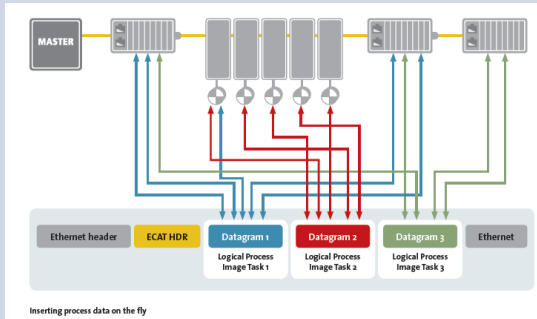 MASTER
Ethernet header
ECAT HDR
Datagram 1
Datagram 2
Datagram 3
Ethernet
Logical Process
Image Task 1
Logical Process
Image Task 2
Logical Process
Image Task 3
Inserting process data on the fly